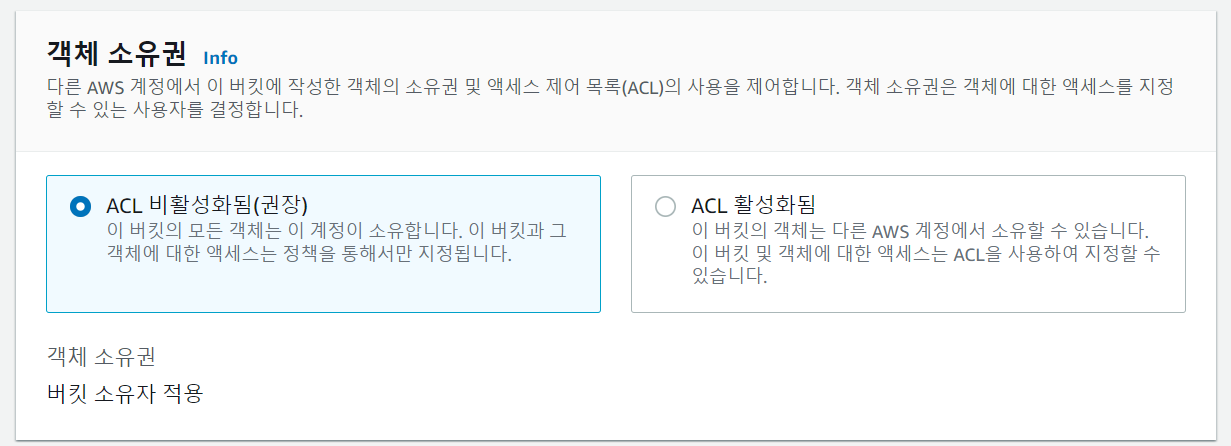 객체 소유권 Info
다른 AWS 계정에서 이 버킷에 작성한 객체의 소유권 및 액세스 제어 목록(ACL)의 사용을 제어합니다. 객체 소유권은 객체에 대한 액세스를 지정
할 수 있는 사용자를 결정합니다.
ACL 비활성화됨(권장)
이 버킷의 모든 객체는 이 계정이 소유합니다. 이 버킷과 그
객체에 대한 액세스는 정책을 통해서만 지정됩니다.
ACL 활성화됨
이 버킷의 객체는 다른 AWS 계정에서 소유할 수 있습니다.
이 버킷 및 객체에 대한 액세스는 ACL을 사용하여 지정할 수
있습니다.
객체 소유권
버킷 소유자 적용